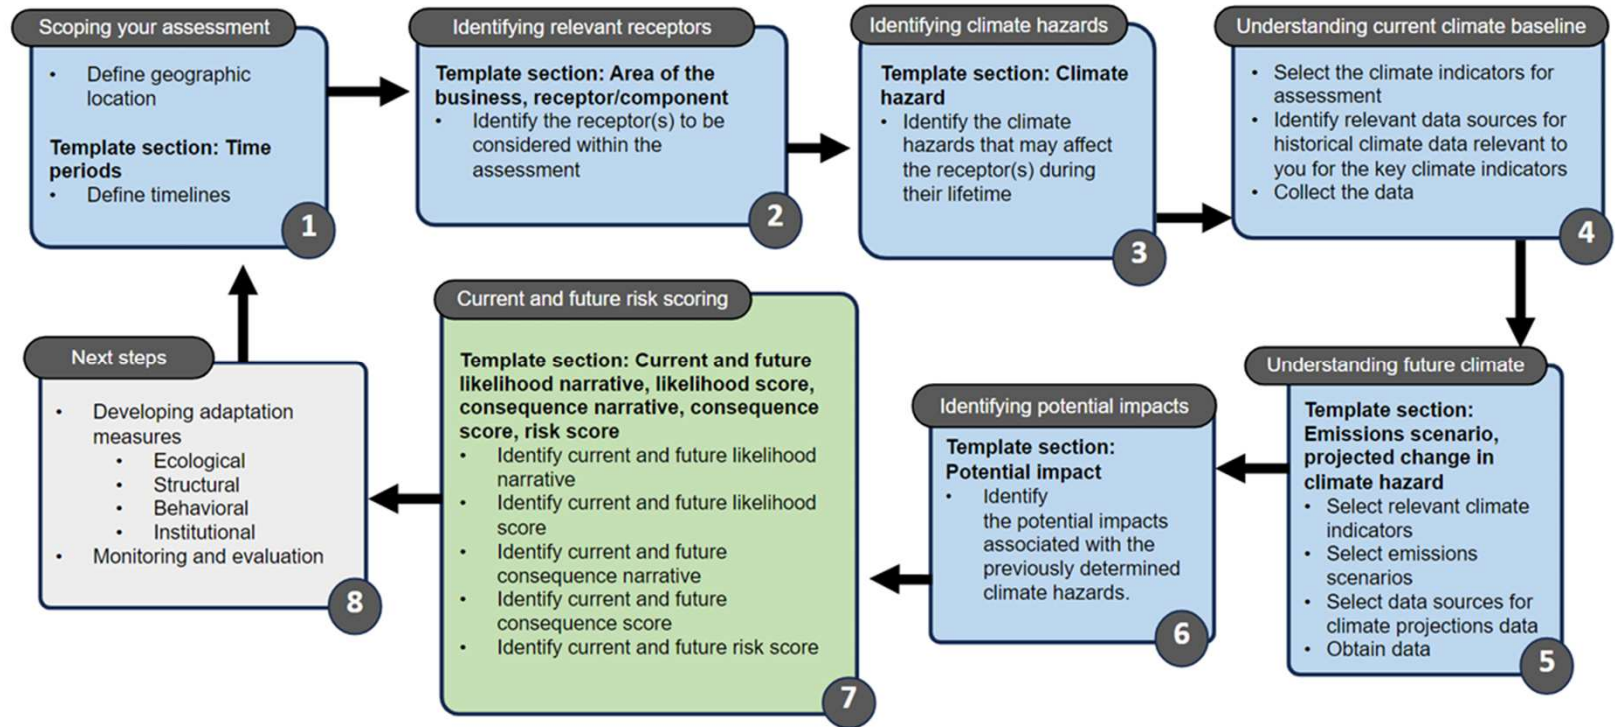 Scoping your assessment
• Define geographic
location
Template section: Time
periods
• Define timelines
1
Identifying relevant receptors
Template section: Area of the
business, receptor/component
• Identify the receptor(s) to be
considered within the
assessment
2
Identifying climate hazards
Template section: Climate
hazard
• Identify the climate
hazards that may affect
the receptor(s) during
their lifetime
3
Understanding current climate baseline
• Select the climate indicators for
assessment
• Identify relevant data sources for
historical climate data relevant to
you for the key climate indicators
• Collect the data
4
Understanding future climate
Template section:
Emissions scenario,
projected change in
climate hazard
• Select relevant climate
indicators
• Select emissions
scenarios
• Select data sources for
climate projections data
• Obtain data
5
Identifying potential impacts
Template section:
Potential impact
• Identify
the potential impacts
associated with the
previously determined
climate hazards.
6
Current and future risk scoring
Template section: Current and future
likelihood narrative, likelihood score,
consequence narrative, consequence
score, risk score
• Identify current and future likelihood
narrative
• Identify current and future likelihood
score
• Identify current and future
consequence narrative
• Identify current and future
consequence score
• Identify current and future risk score
7
Next steps
• Developing adaptation
measures
• Ecological
• Structural
• Behavioral
• Institutional
• Monitoring and evaluation
8